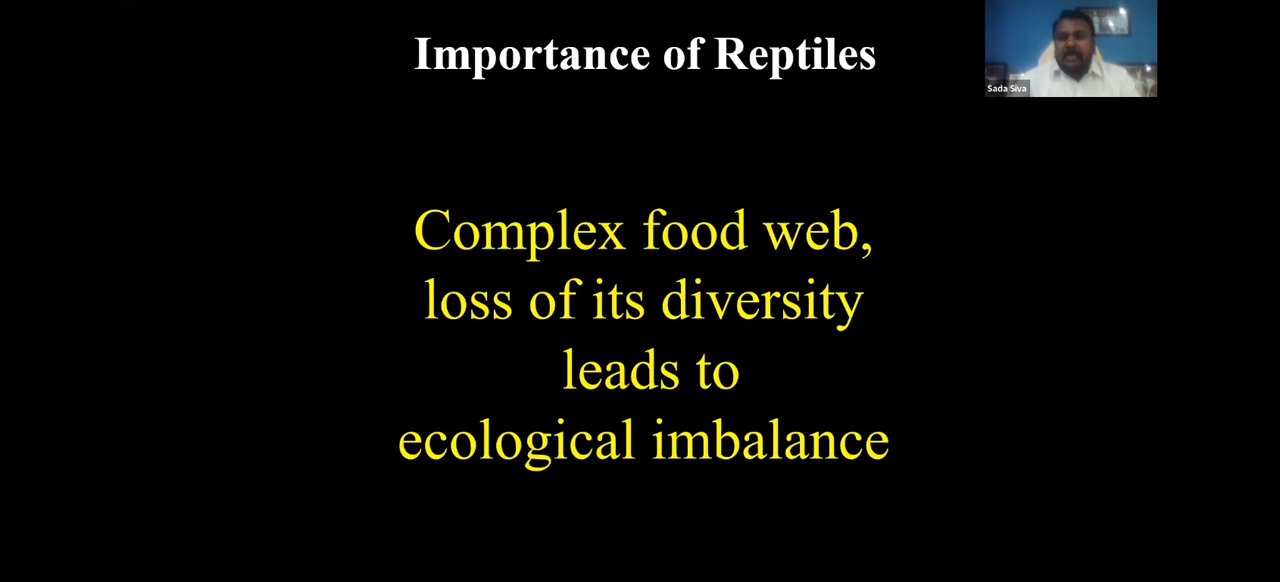 Importance of Reptiles
Sada Siva
Complex food web,
loss of its diversity
leads to
ecological imbalance